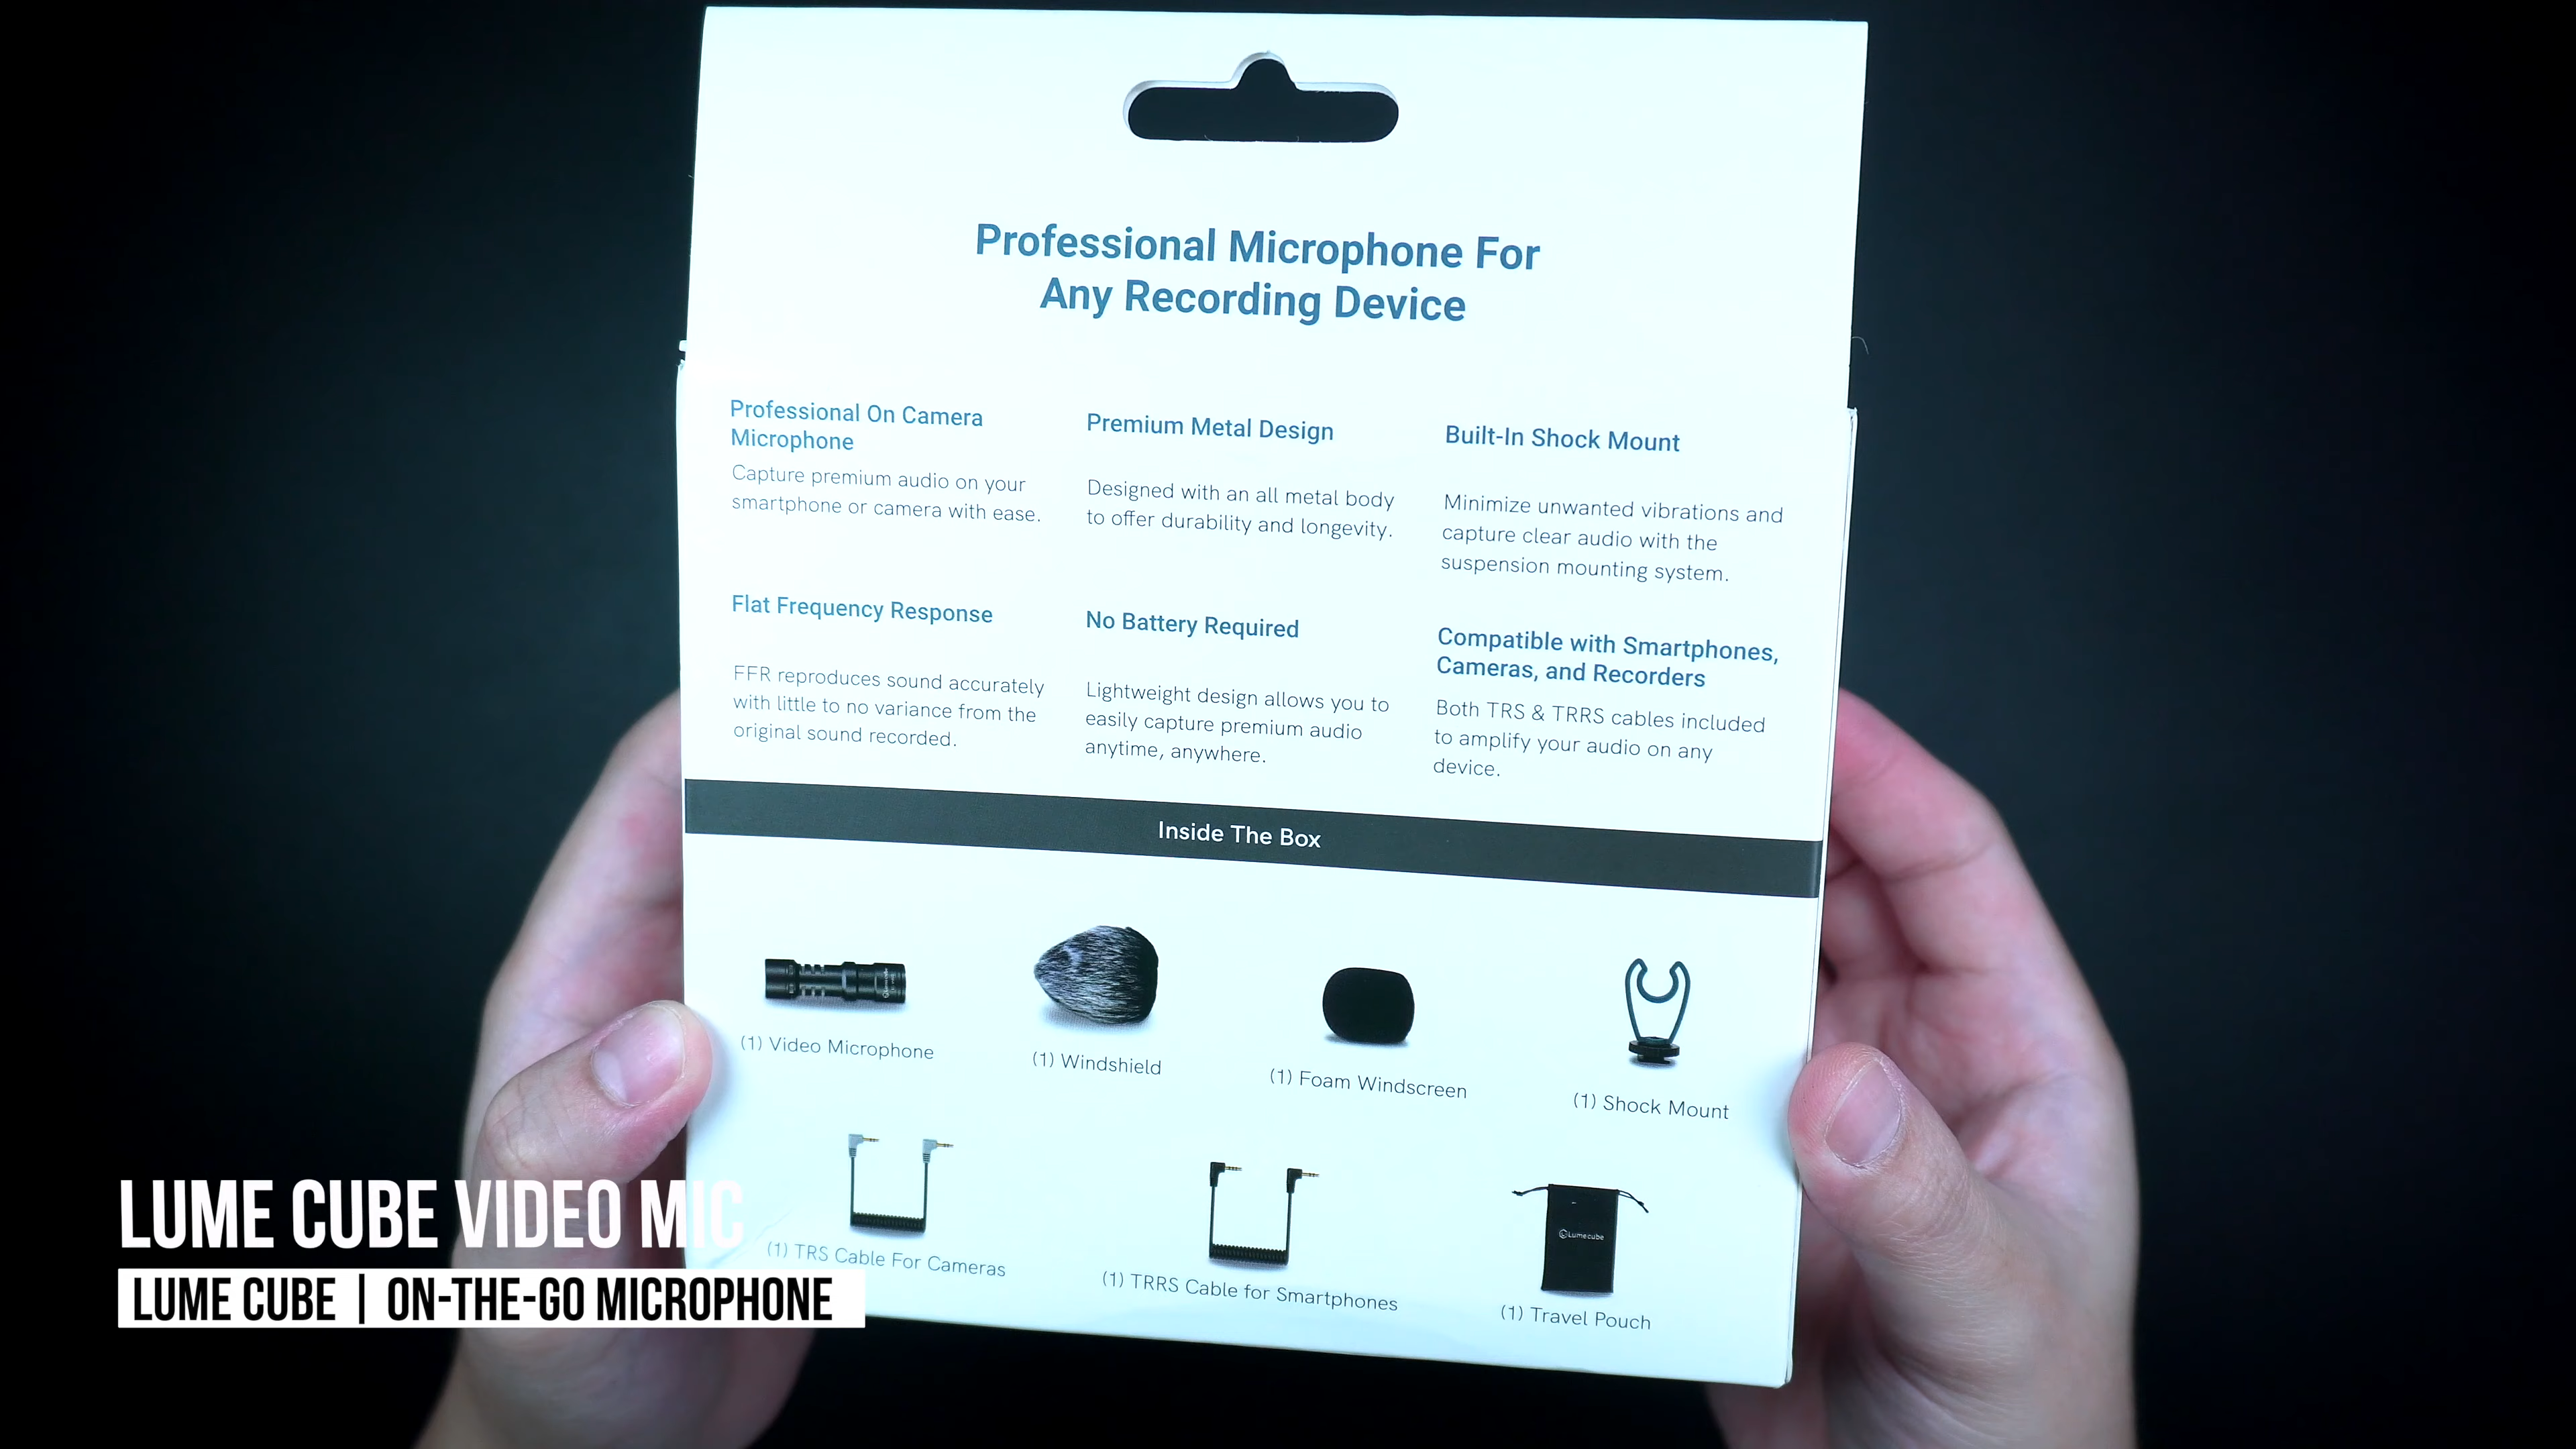 Professional Microphone For
Any Recording Device
Professional On Camera
Microphone
Capture premium audio on your
smartphone or camera with ease.
Premium Metal Design
Designed with an all metal body
to offer durability and longevity.
Built-In Shock Mount
Minimize unwanted vibrations and
capture clear audio with the
suspension mounting system.
Flat Frequency Response
FFR reproduces sound accurately
with little to no variance from the
original sound recorded.
No Battery Required
Lightweight design allows you to
easily capture premium audio
anytime, anywhere.
Compatible with Smartphones,
Cameras, and Recorders
Both TRS & TRRS cables included
to amplify your audio on any
device.
Inside The Box
(1) Video Microphone
(1) Windshield
(1) Foam Windscreen
(1) Shock Mount
(1) TRS Cable For Cameras
(1) TRRS Cable for Smartphones
Lumecube
(1) Travel Pouch
LUME CUBE VIDEO MIC
LUME CUBE | ON-THE-GO MICROPHONE